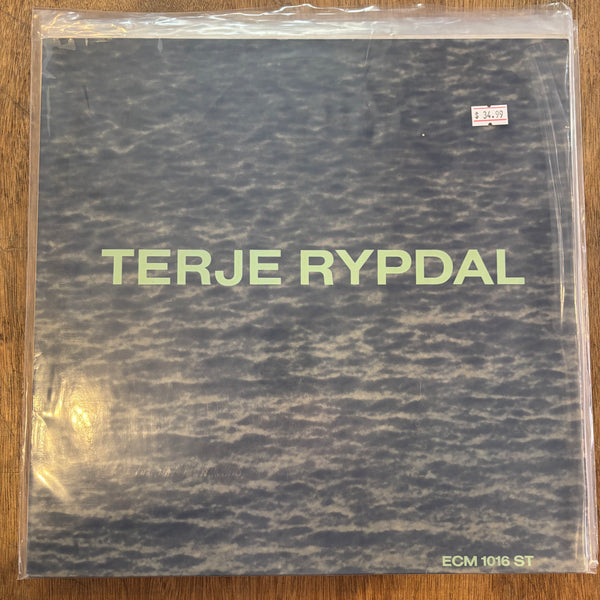 $ 34.99
TERJE RYPDAL
ECM 1016 ST